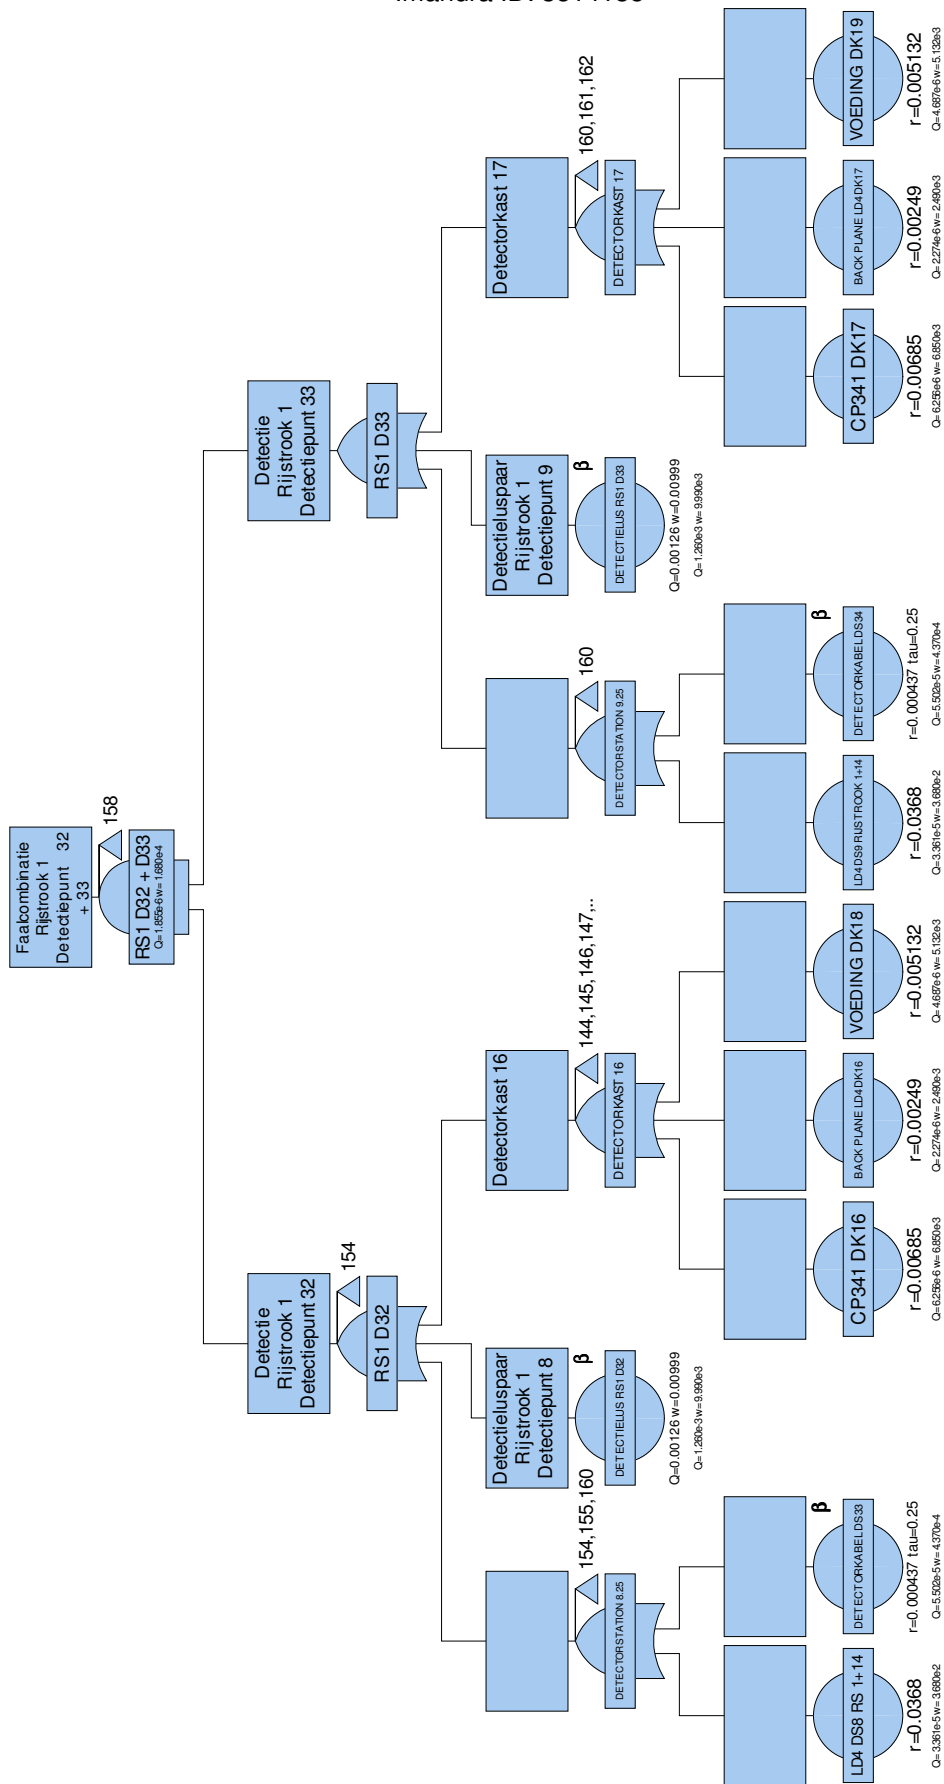 Faalcombinatie
Rijstrook 1
Detectiepunt 32
+ 33
158
RS1 D32 + D33
Q=1.855e-6 w=1.680e-4
Detectie
Rijstrook 1
Detectiepunt 32
154
RS1 D32
Detectie
Rijstrook 1
Detectiepunt 33
RS1 D33
154,155,160
DETECTORSTATION 8.25
Detectieluspaar
Rijstrook 1
Detectiepunt 8
β
DETECTIELUS RS1 D32
Q=0.00126 w=0.00999
Q=1.260e-3 w=9.990e-3
Detectorkast 16
144,145,146,147,..
DETECTORKAST 16
160
DETECTORSTATION 9.25
Detectieluspaar
Rijstrook 1
Detectiepunt 9
β
DETECTIELUS RS1 D33
Q=0.00126 w=0.00999
Q=1.260e-3 w=9.990e-3
Detectorkast 17
160,161,162
DETECTORKAST 17
LD4 DS8 RS 1+14
r=0.0368
Q=3.361e-5 w=3.680e-2
β
DETECTORKABEL DS33
r=0.000437 tau=0.25
Q=5.502e-5 w=4.370e-4
CP341 DK16
r=0.00685
Q=6.256e-6 w=6.850e-3
BACK PLANE LD4 DK16
r=0.00249
Q=2.274e-6 w=2.490e-3
VOEDING DK18
r=0.005132
Q=4.687e-6 w=5.132e-3
LD4 DS9 RIJSTROOK 1+14
r=0.0368
Q=3.361e-5 w=3.680e-2
β
DETECTORKABEL DS34
r=0.000437 tau=0.25
Q=5.502e-5 w=4.370e-4
CP341 DK17
r=0.00685
Q=6.256e-6 w=6.850e-3
BACK PLANE LD4 DK17
r=0.00249
Q=2.274e-6 w=2.490e-3
VOEDING DK19
r=0.005132
Q=4.687e-6 w=5.132e-3